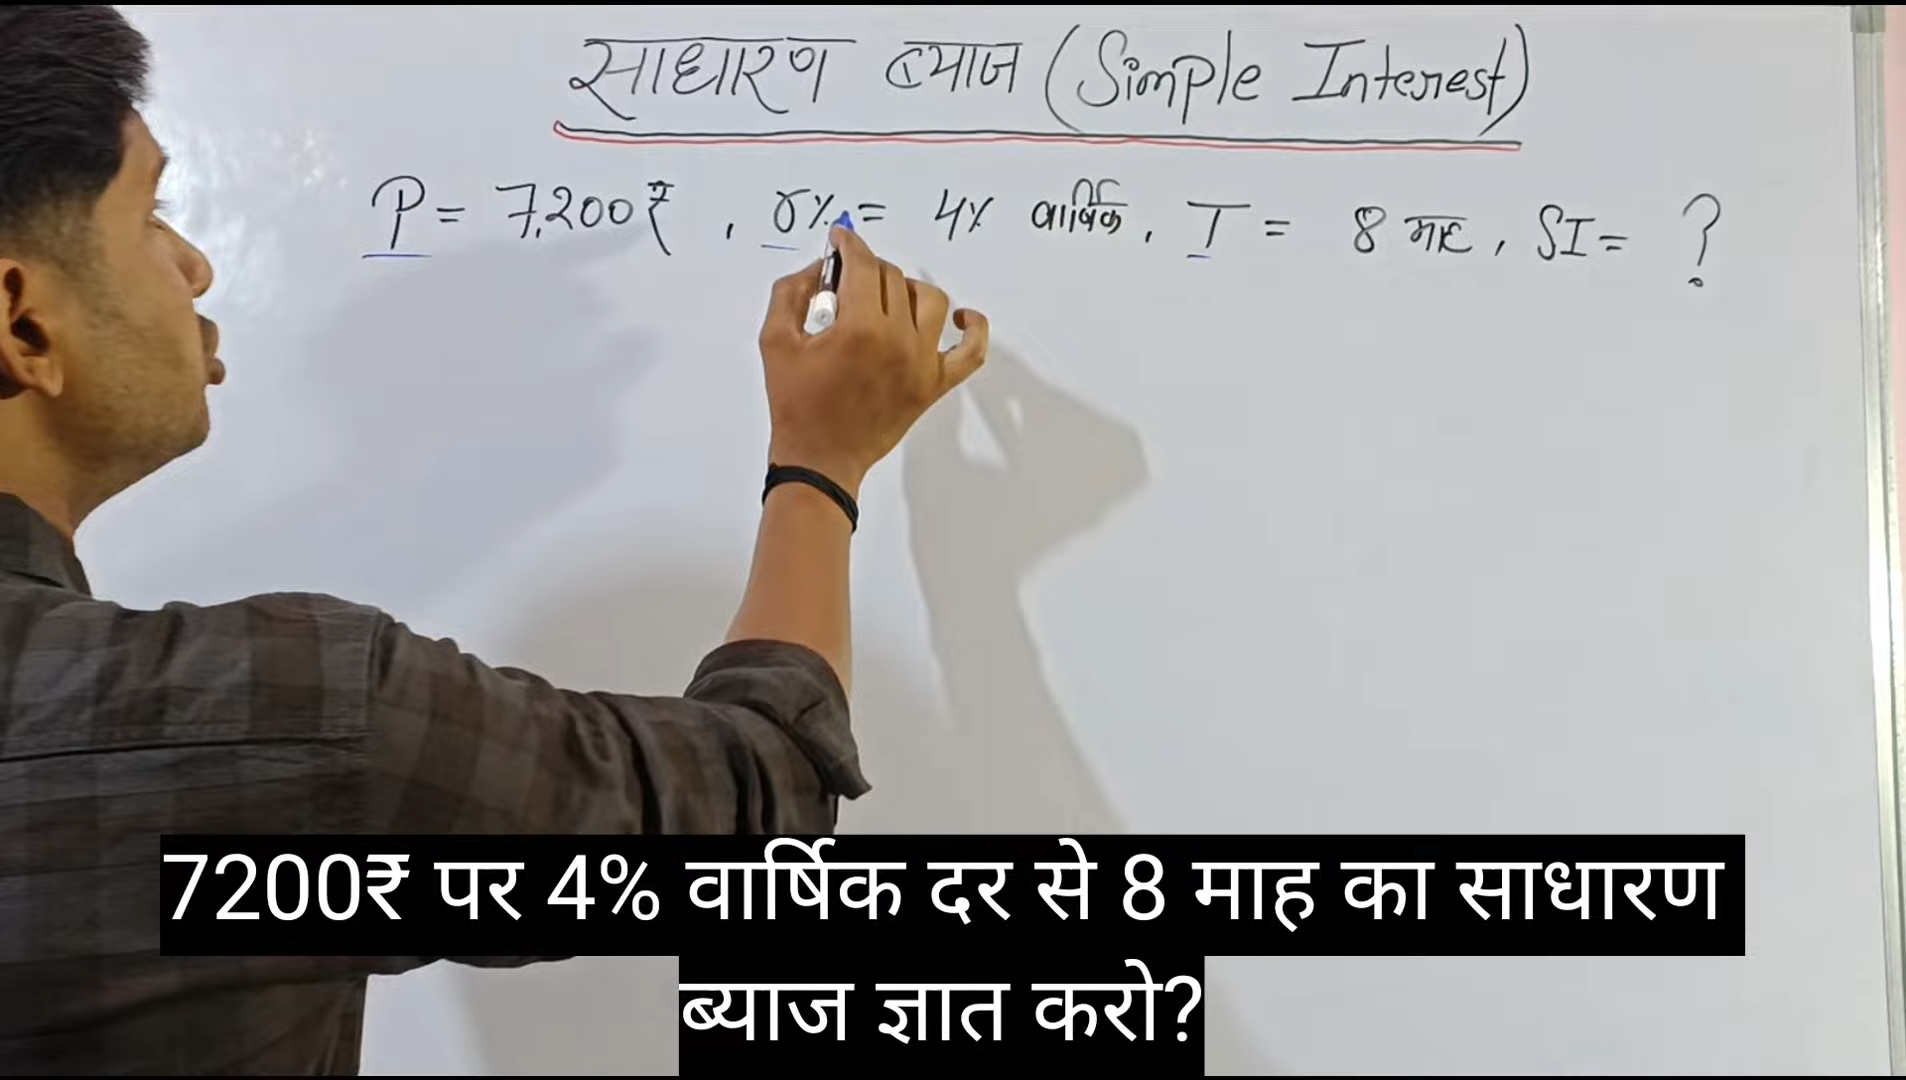 साधारण ब्याज (Simple Interest)
P = 7,200₹ , r% = 4% वार्षिक, T = 8 माह, SI = ?
7200₹ पर 4% वार्षिक दर से 8 माह का साधारण
ब्याज ज्ञात करो?